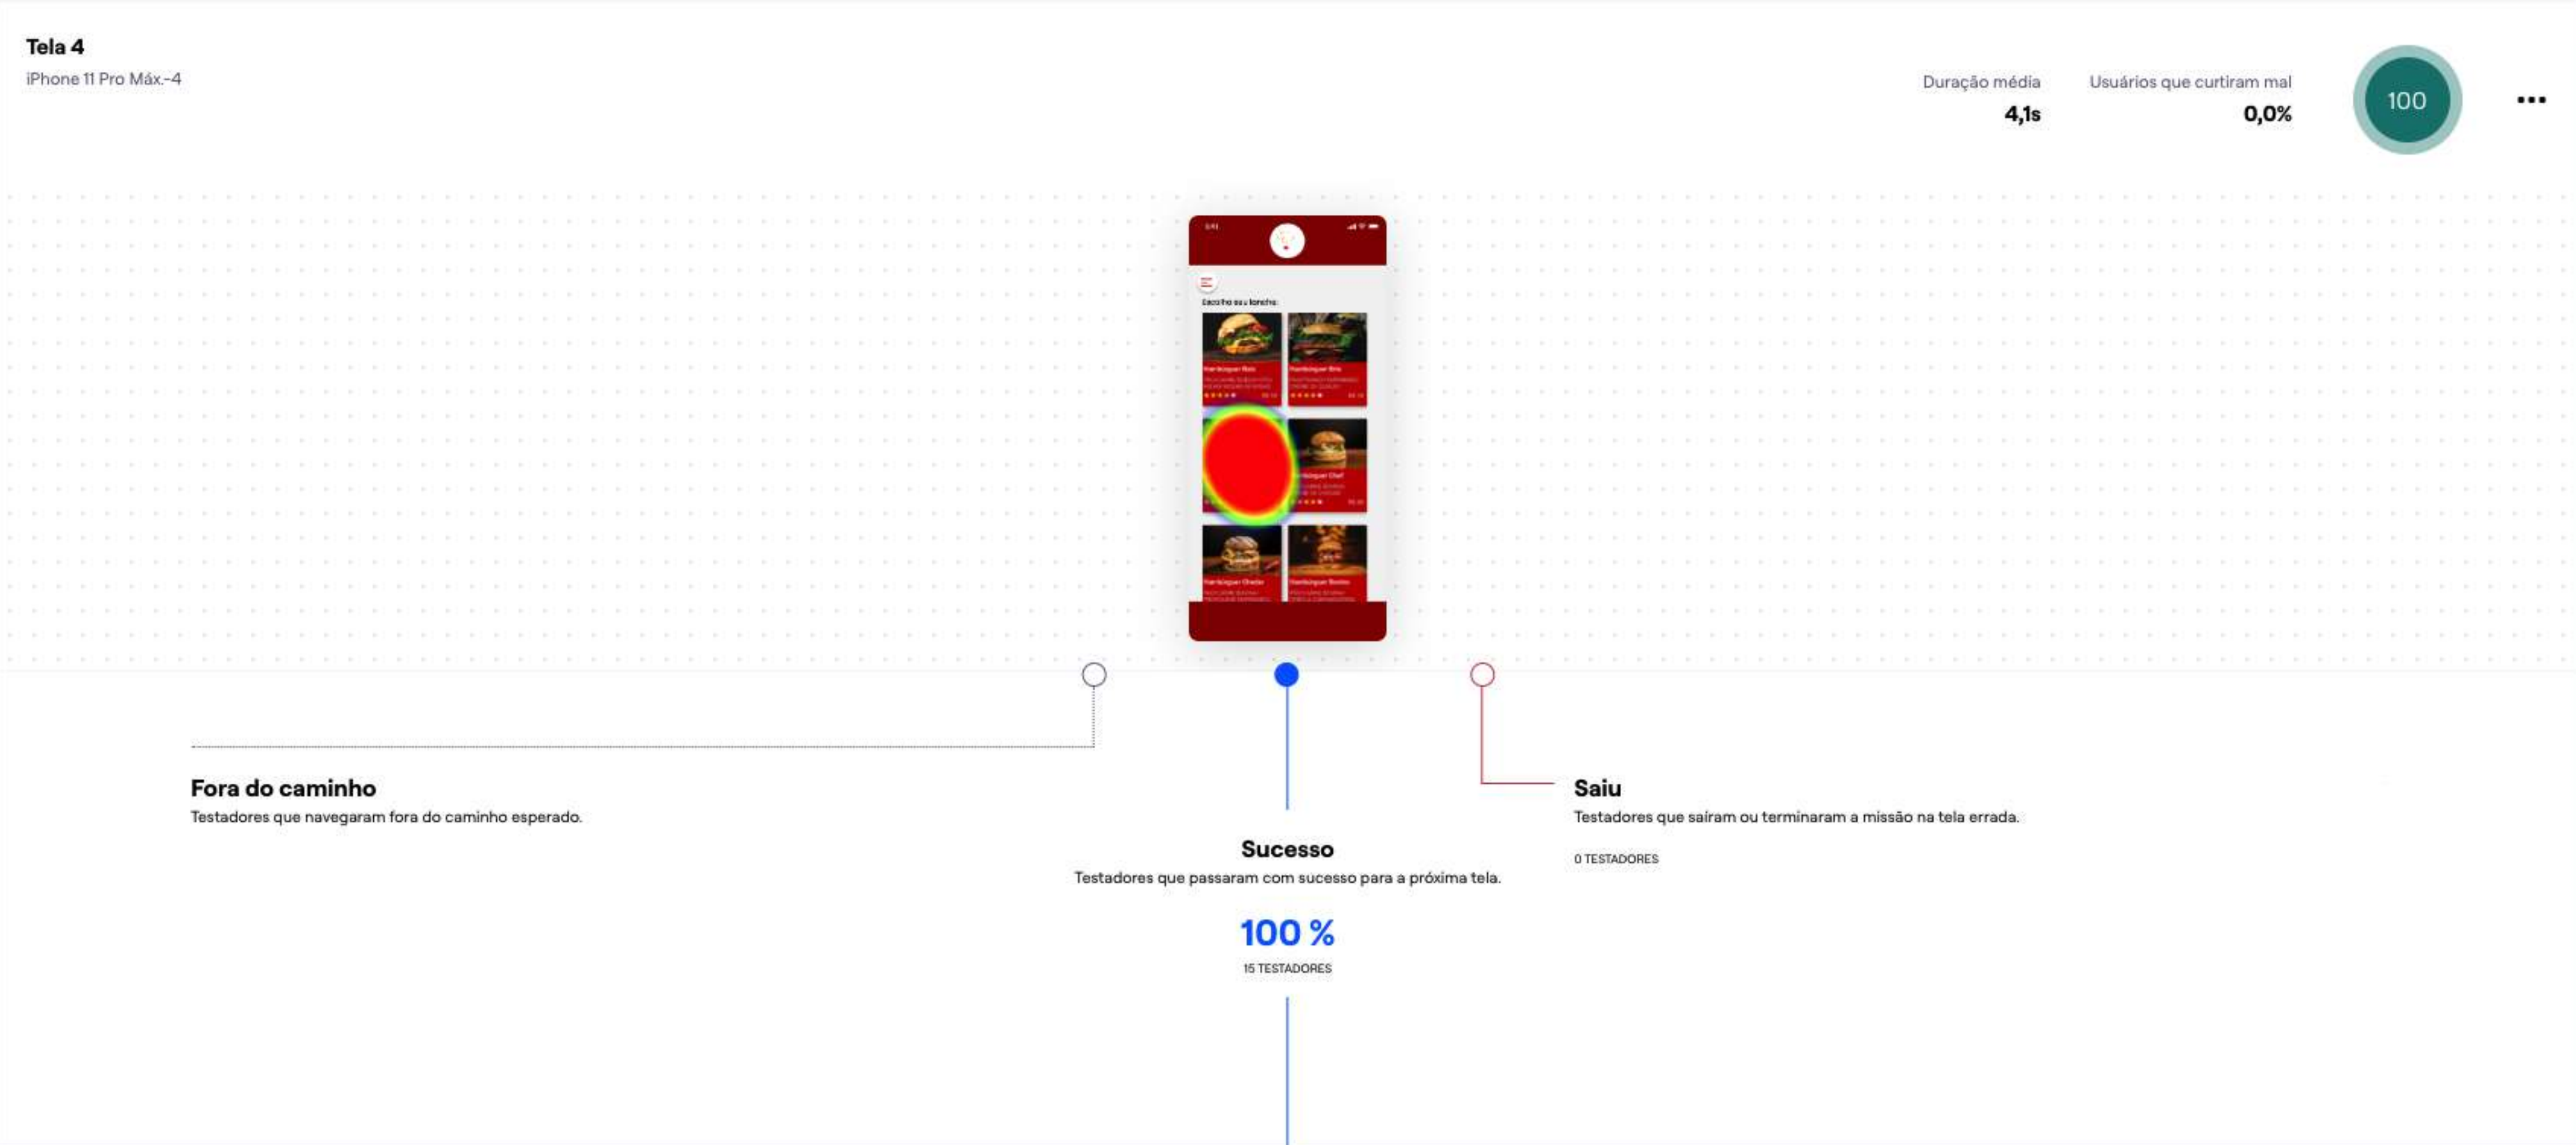 Tela 4
iPhone 11 Pro Máx.-4
Duração média
4,1s
Usuários que curtiram mal
0,0%
100
Escolha seu lanche:
Fora do caminho
Testadores que navegaram fora do caminho esperado.
Sucesso
Testadores que passaram com sucesso para a próxima tela.
100 %
15 TESTADORES
Saiu
Testadores que saíram ou terminaram a missão na tela errada.
0 TESTADORES